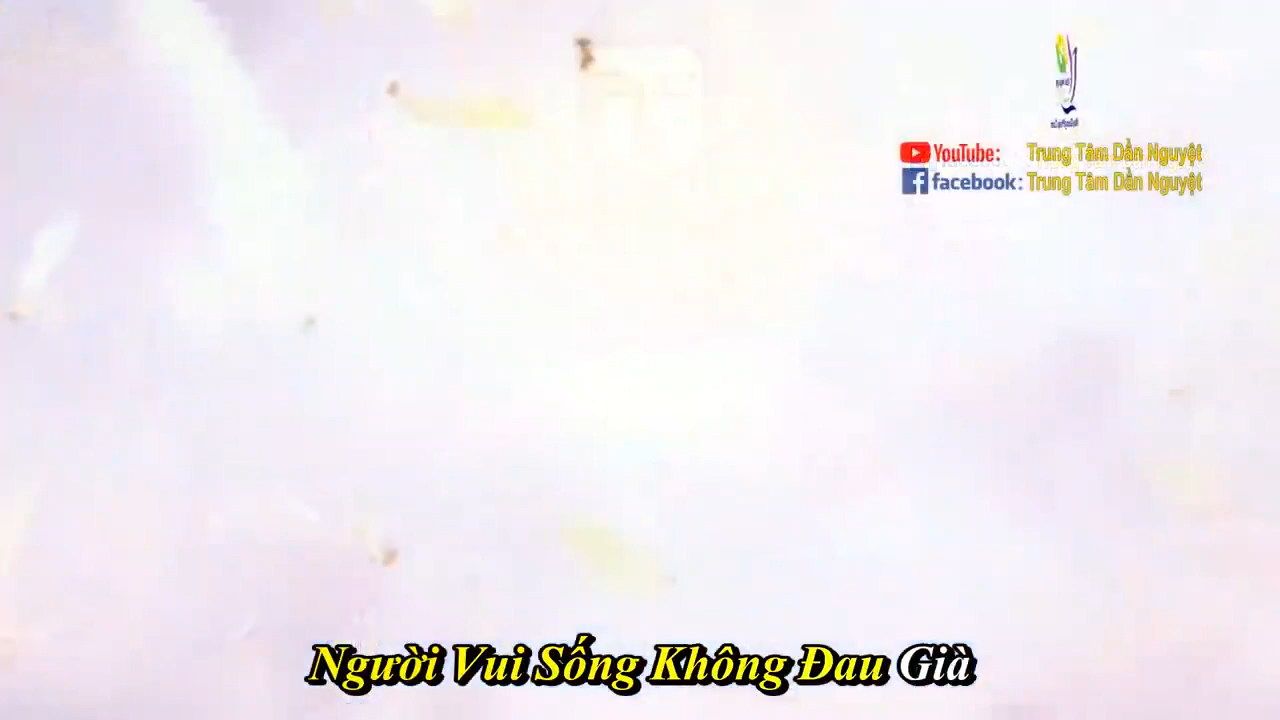 YouTube: Trung Tâm Dần Nguyệt
facebook: Trung Tâm Dần Nguyệt
Người Vui Sống Không Đau Già